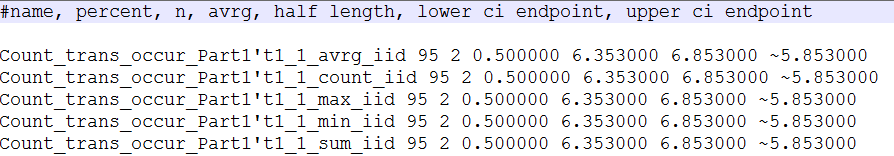 #name, percent, n, avrg, half length, lower ci endpoint, upper ci endpoint
Count_trans_occur_Part1't1_1_avrg_iid 95 2 0.500000 6.353000 6.853000 ~5.853000
Count_trans_occur_Part1't1_1_count_iid 95 2 0.500000 6.353000 6.853000 ~5.853000
Count_trans_occur_Part1't1_1_max_iid 95 2 0.500000 6.353000 6.853000 ~5.853000
Count_trans_occur_Part1't1_1_min_iid 95 2 0.500000 6.353000 6.853000 ~5.853000
Count_trans_occur_Part1't1_1_sum_iid 95 2 0.500000 6.353000 6.853000 ~5.853000